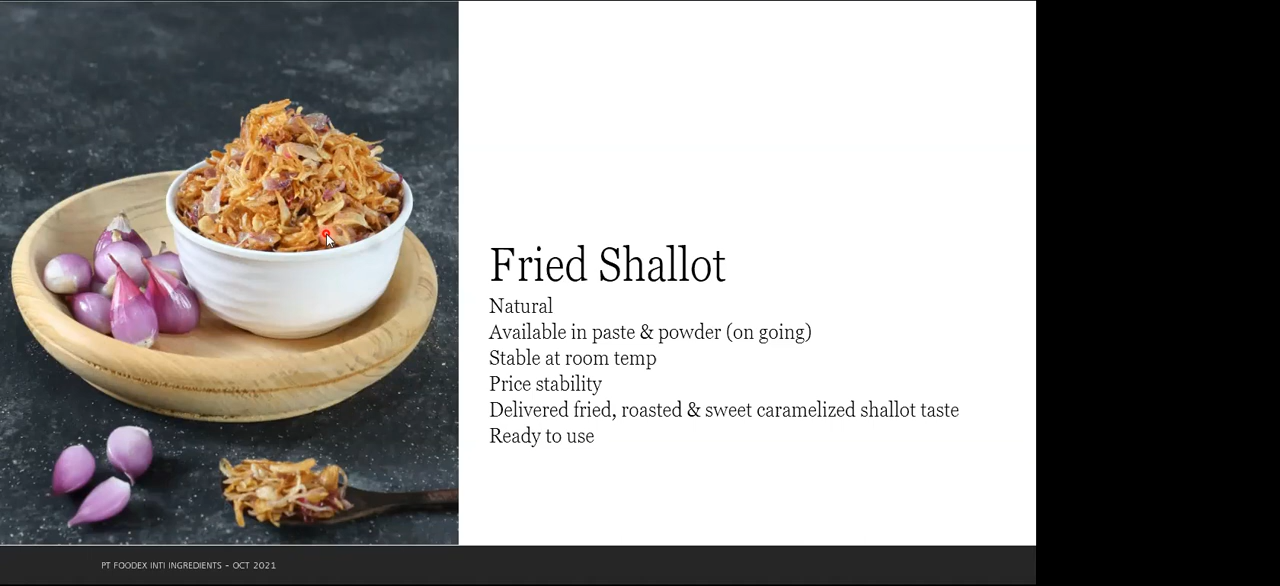 Fried Shallot
Natural
Available in paste & powder (on going)
Stable at room temp
Price stability
Delivered fried, roasted & sweet caramelized shallot taste
Ready to use
PT FOODEX INTI INGREDIENTS – OCT 2021